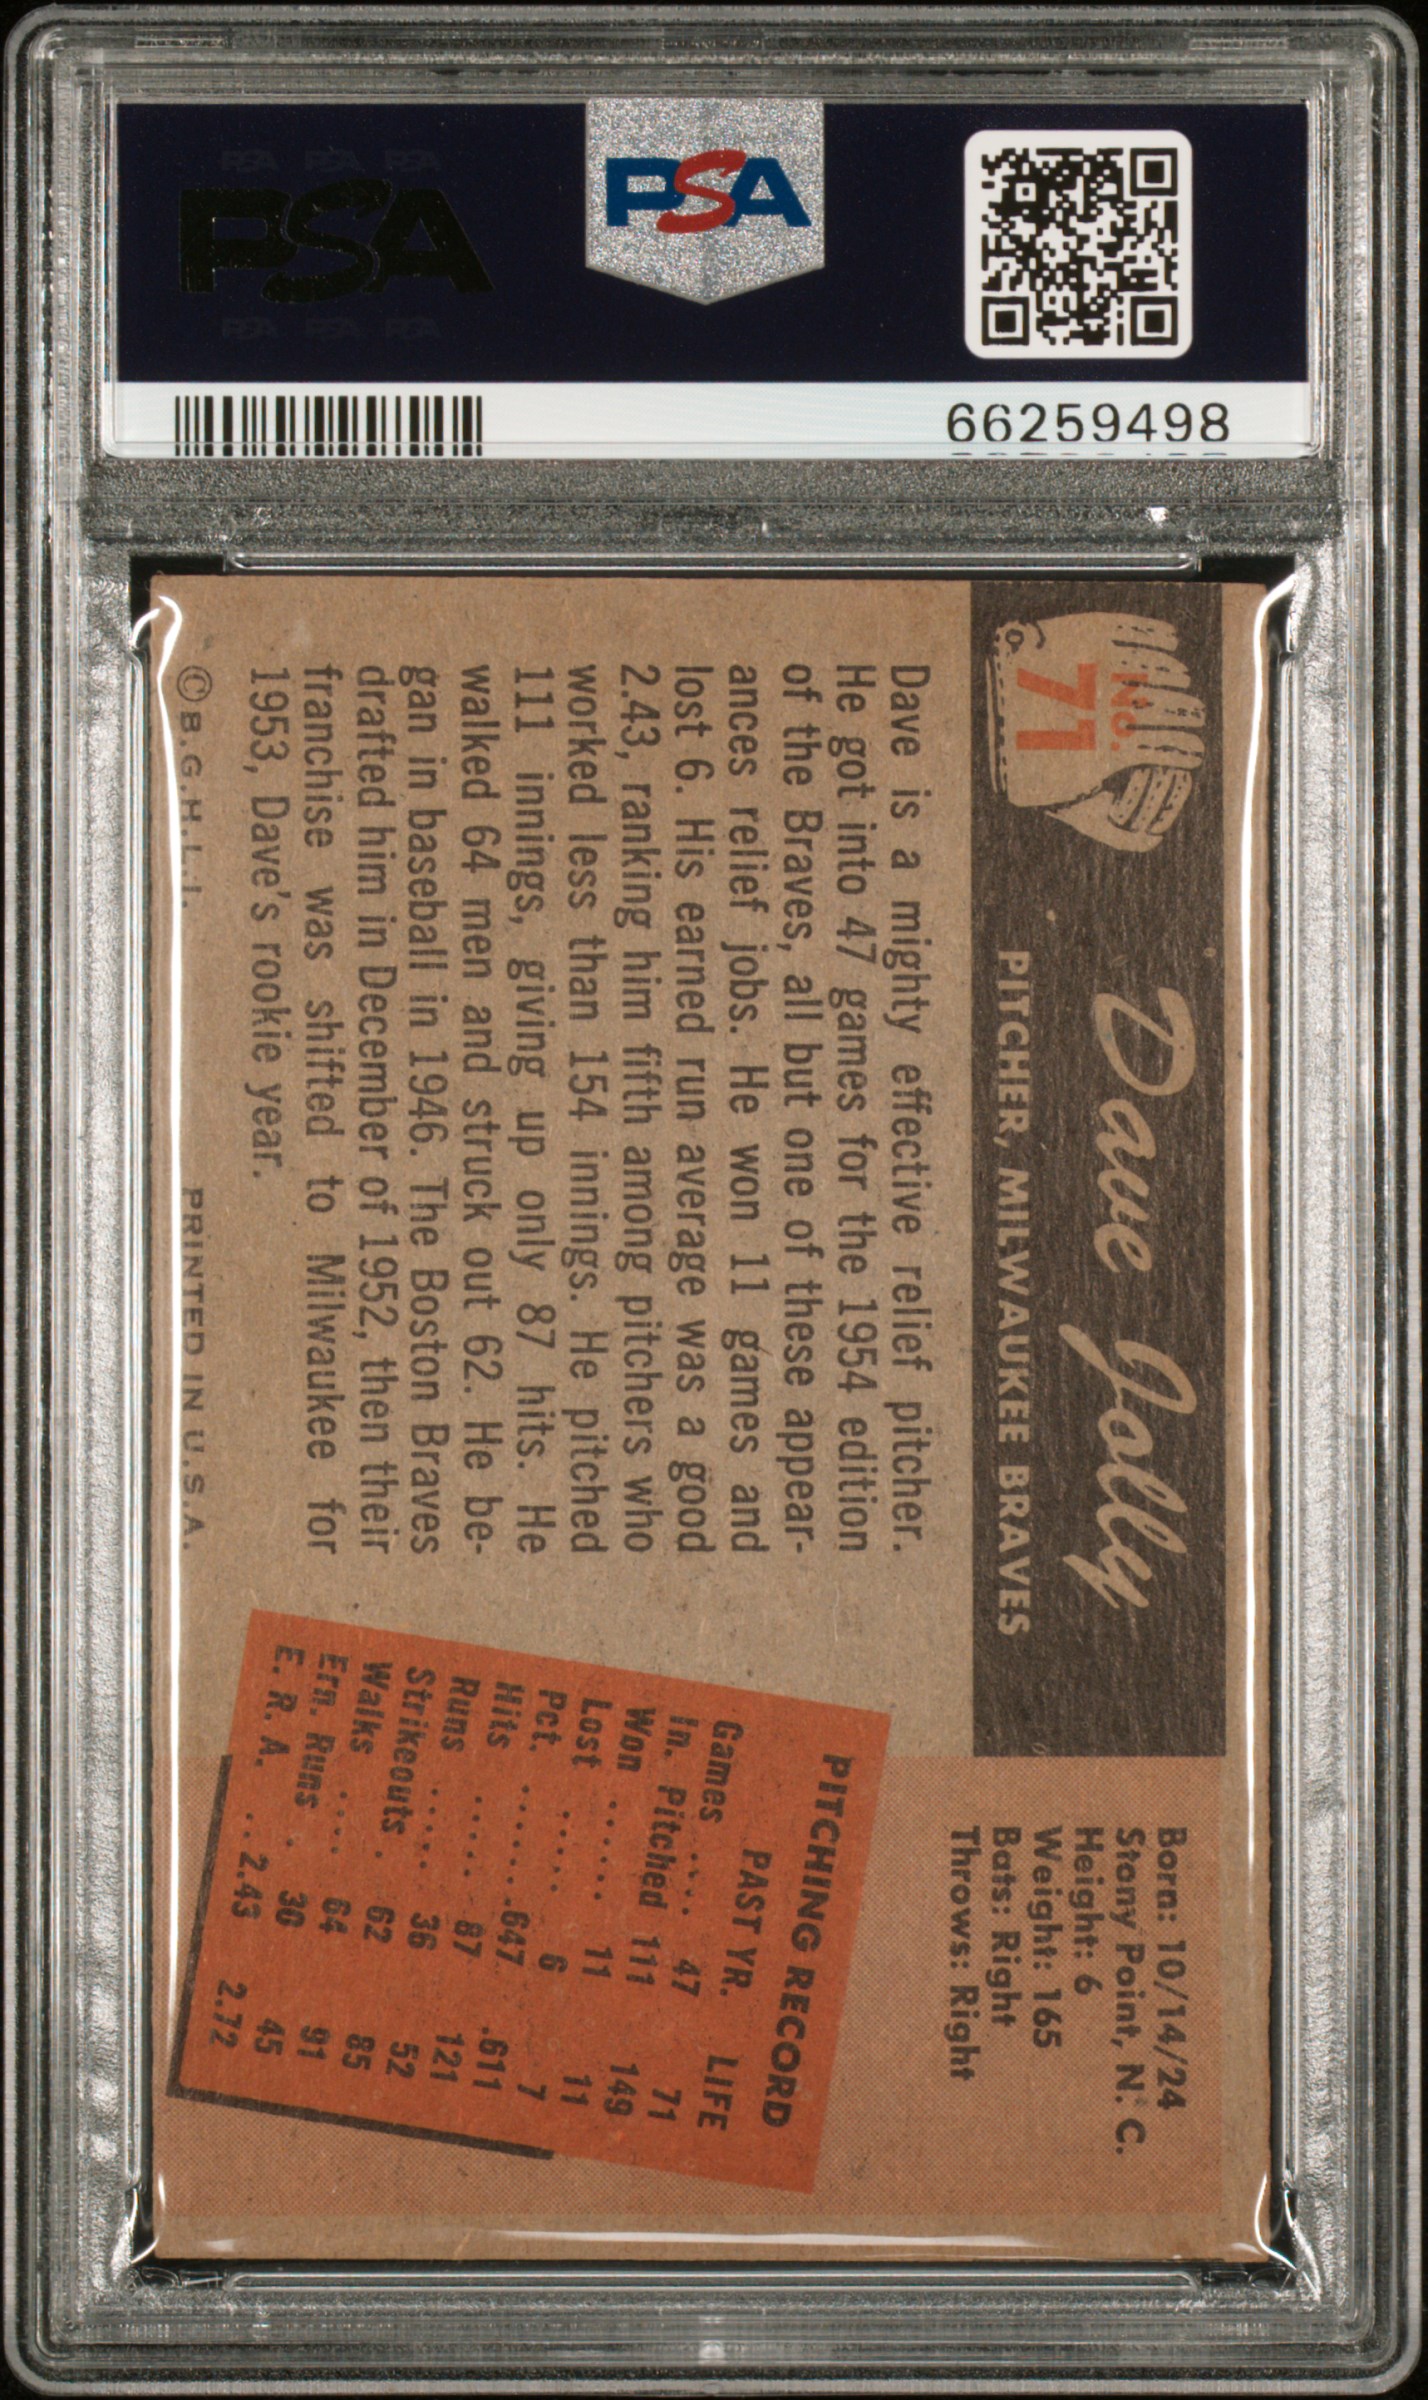 PSA PSA PSA
PSA
PSA PSA PSA
PSA
66259498
No.
71
Dave Jolly
PITCHER, MILWAUKEE BRAVES
Born: 10/14/24
Stony Point, N. C.
Height: 6
Weight: 165
Bats: Right
Throws: Right
Dave is a mighty effective relief pitcher.
He got into 47 games for the 1954 edition
of the Braves, all but one of these appear-
ances relief jobs. He won 11 games and
lost 6. His earned run average was a good
2.43, ranking him fifth among pitchers who
worked less than 154 innings. He pitched
111 innings, giving up only 87 hits. He
walked 64 men and struck out 62. He be-
gan in baseball in 1946. The Boston Braves
drafted him in December of 1952, then their
franchise was shifted to Milwaukee for
1953, Dave's rookie year.
PITCHING RECORD
PAST YR. LIFE
Games .... 47 71
In. Pitched 111 149
Won ...... 11 11
Lost ..... 6 7
Pct. ....... .647 .611
Hits ..... 87 121
Runs ..... 36 52
Strikeouts . 62 85
Walks .... 64 91
Ern. Runs . 30 45
E. R. A. .. 2.43 2.72
©B.G.H.L.I.
PRINTED IN U.S.A.